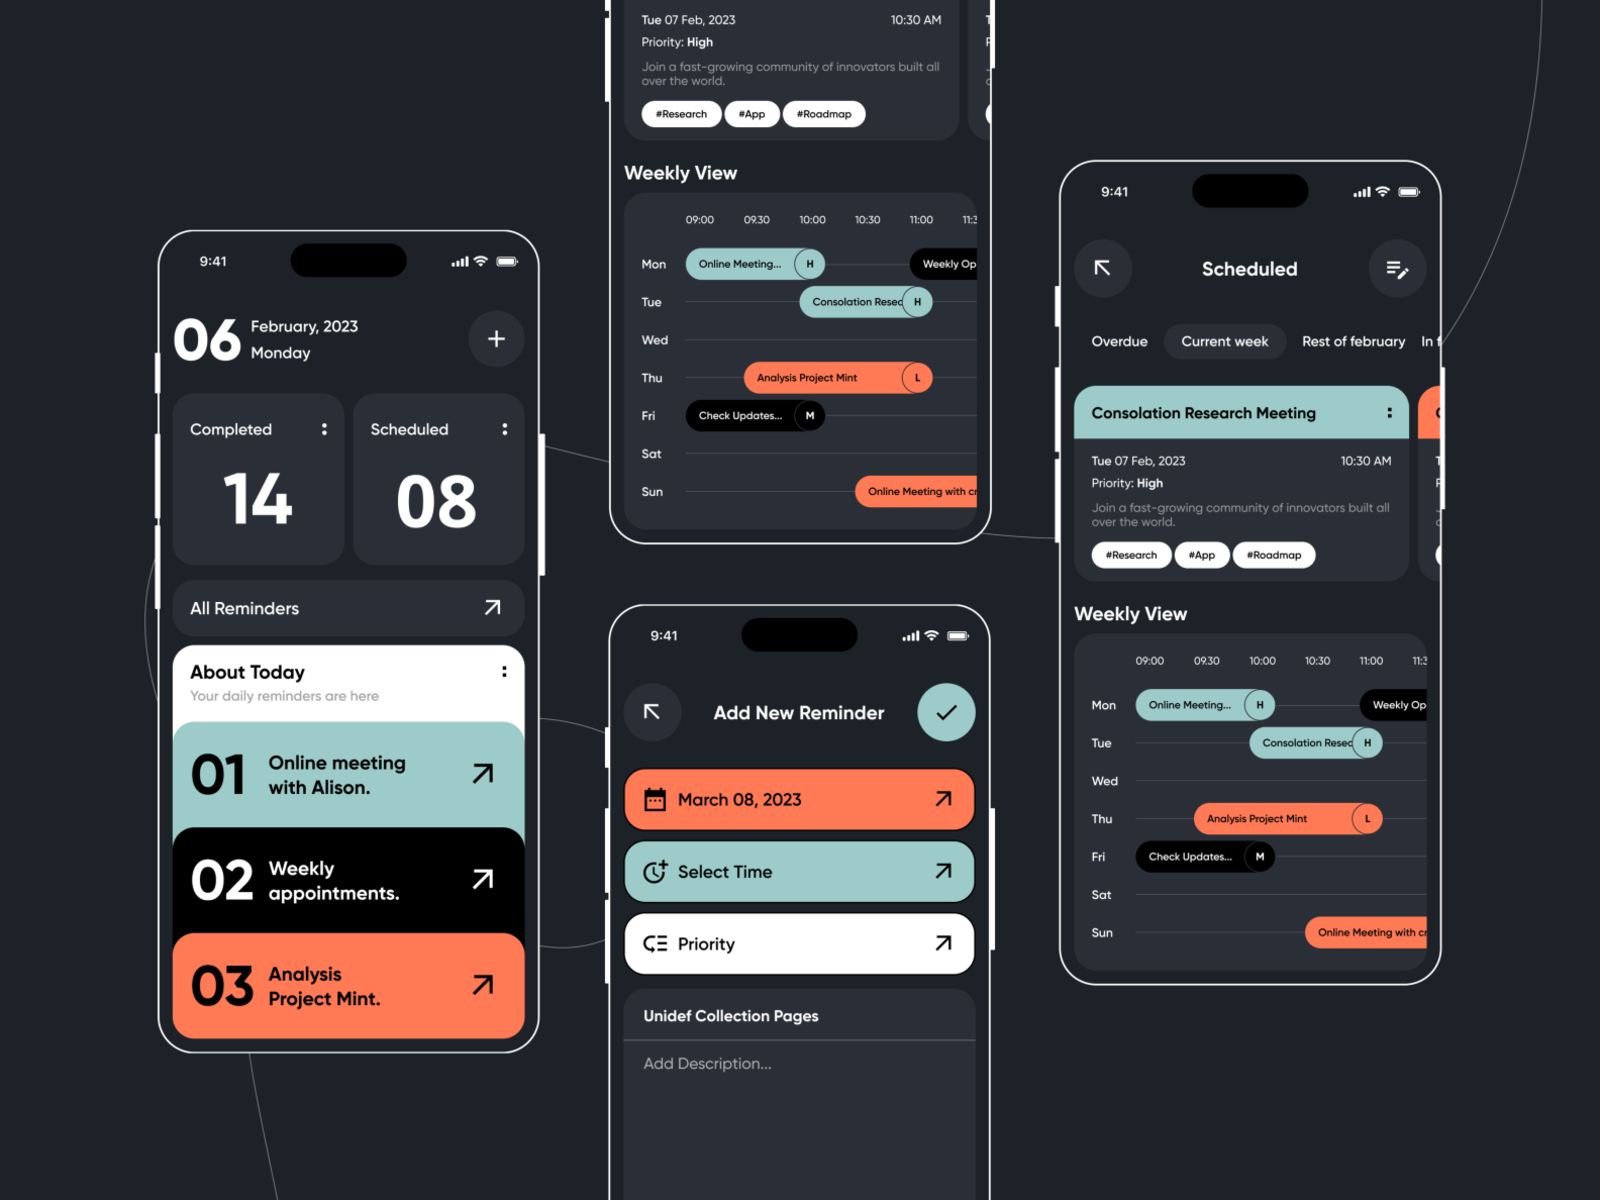 9:41
06
February, 2023
Monday
Completed
14
Scheduled
08
All Reminders
About Today
Your daily reminders are here
01
Online meeting
with Alison.
02
Weekly
appointments.
03
Analysis
Project Mint.
Tue 07 Feb, 2023 10:30 AM
Priority: High
Join a fast-growing community of innovators built all
over the world.
#Research #App #Roadmap
Weekly View
09:00 09.30 10:00 10:30 11:00 11:3
Mon Online Meeting... H Weekly Op
Tue Consolation Resec H
Wed
Thu Analysis Project Mint L
Fri Check Updates... M
Sat
Sun Online Meeting with cr
9:41
Add New Reminder
March 08, 2023
Select Time
Priority
Unidef Collection Pages
Add Description...
9:41
Scheduled
Overdue Current week Rest of february In f
Consolation Research Meeting
Tue 07 Feb, 2023 10:30 AM
Priority: High
Join a fast-growing community of innovators built all
over the world.
#Research #App #Roadmap
Weekly View
09:00 09.30 10:00 10:30 11:00 11:3
Mon Online Meeting... H Weekly Op
Tue Consolation Resec H
Wed
Thu Analysis Project Mint L
Fri Check Updates... M
Sat
Sun Online Meeting with cr